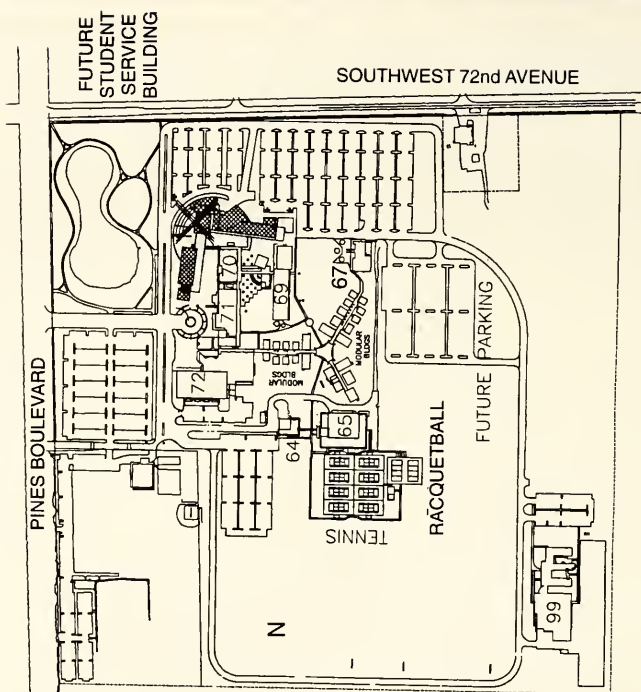 FUTURE
STUDENT
SERVICE
BUILDING
SOUTHWEST 72nd AVENUE
PINES BOULEVARD
70
71
69
67
72
MODULAR
BLDGS
MODULAR
BLDGS
64
65
TENNIS
RACQUETBALL
FUTURE PARKING
N
99